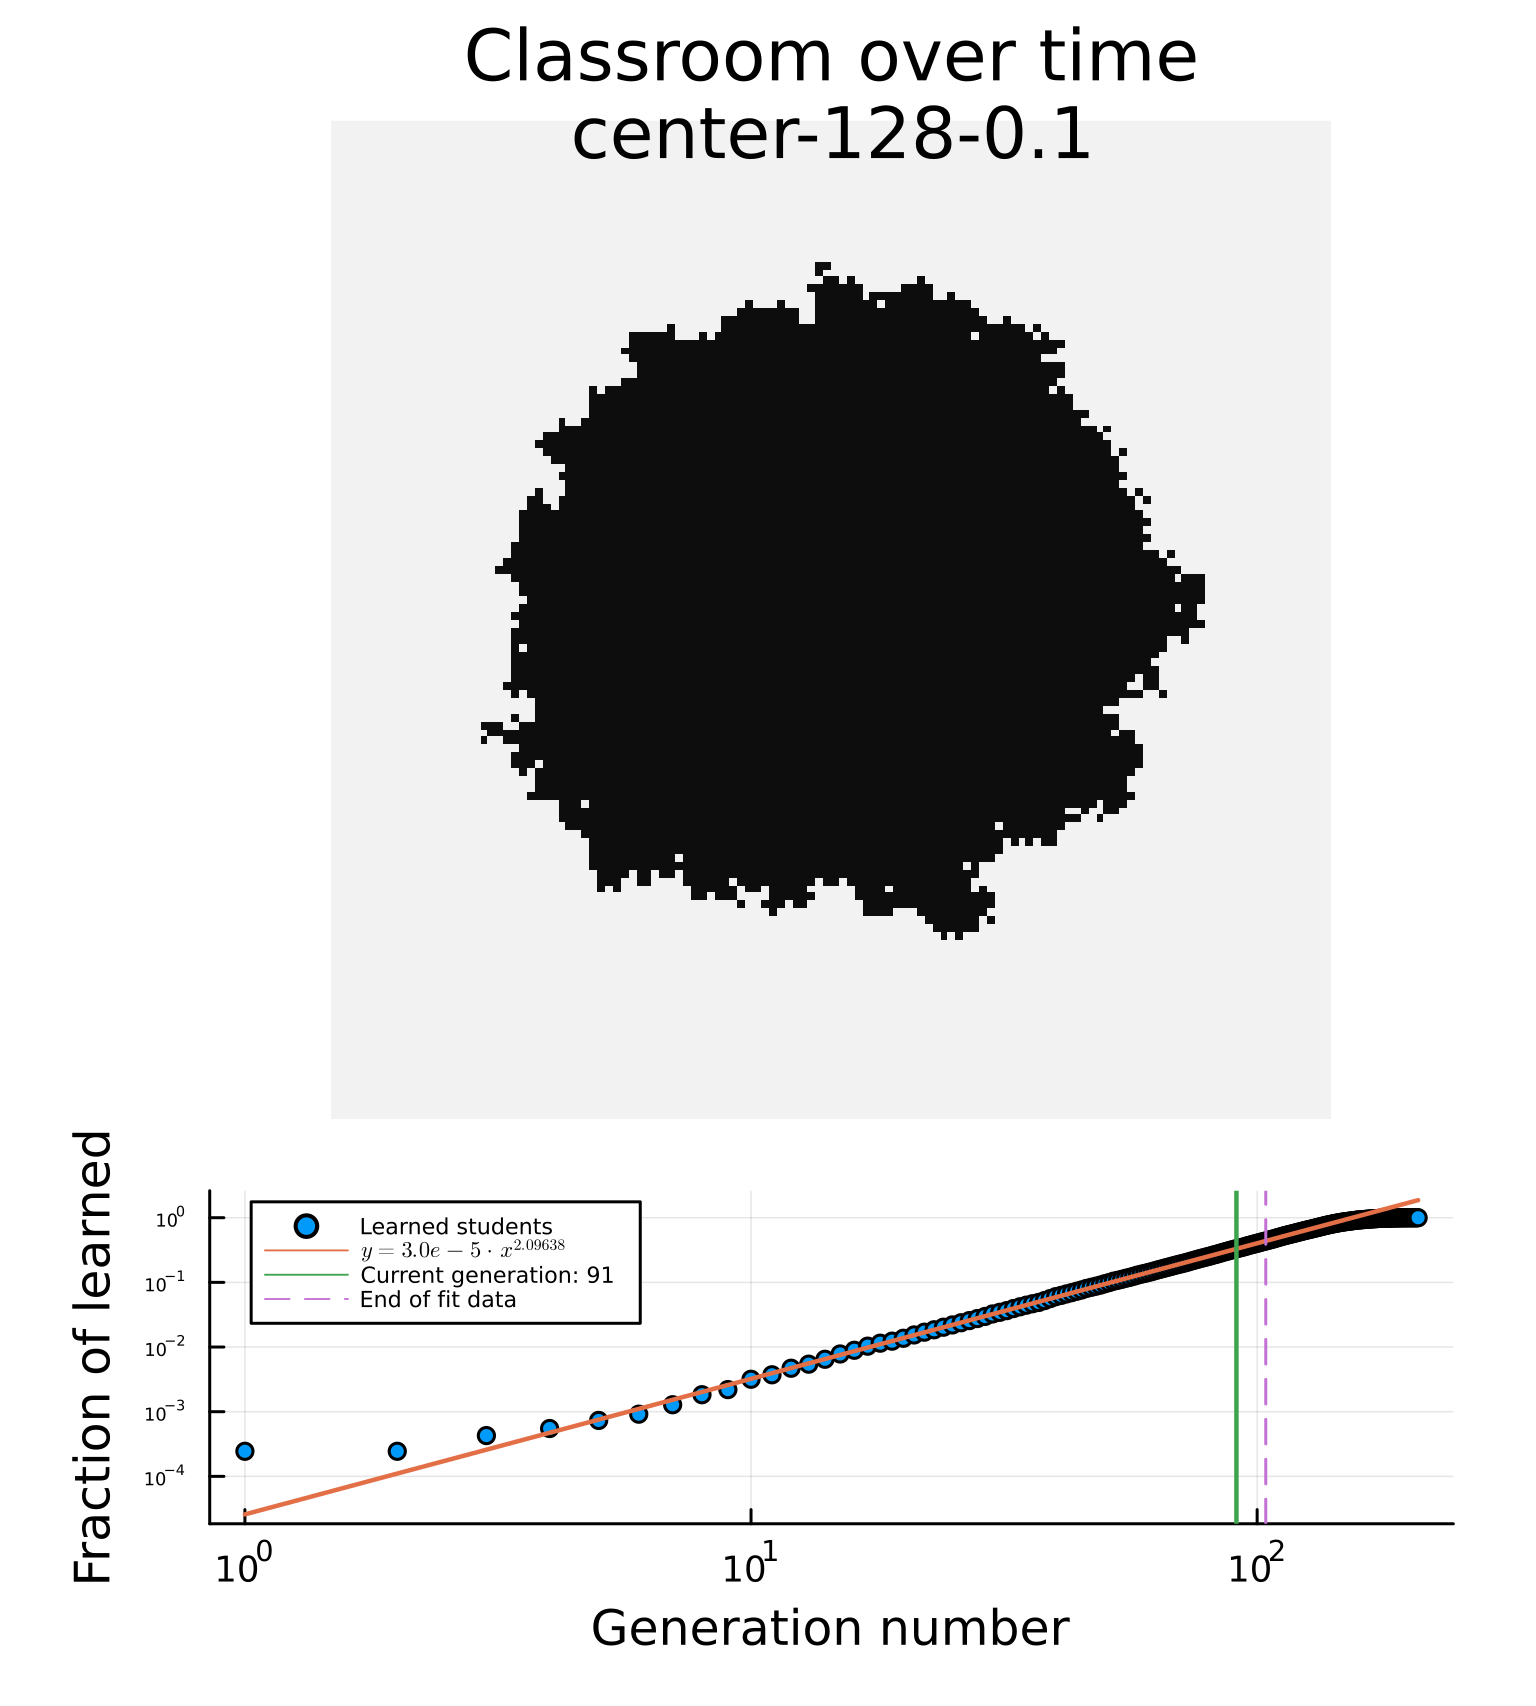 Classroom over time
center-128-0.1
Fraction of learned
10⁰
10⁻¹
10⁻²
10⁻³
10⁻⁴
Learned students
y = 3.0e − 5 · x^2.09638
Current generation: 91
End of fit data
10⁰ 10¹ 10²
Generation number